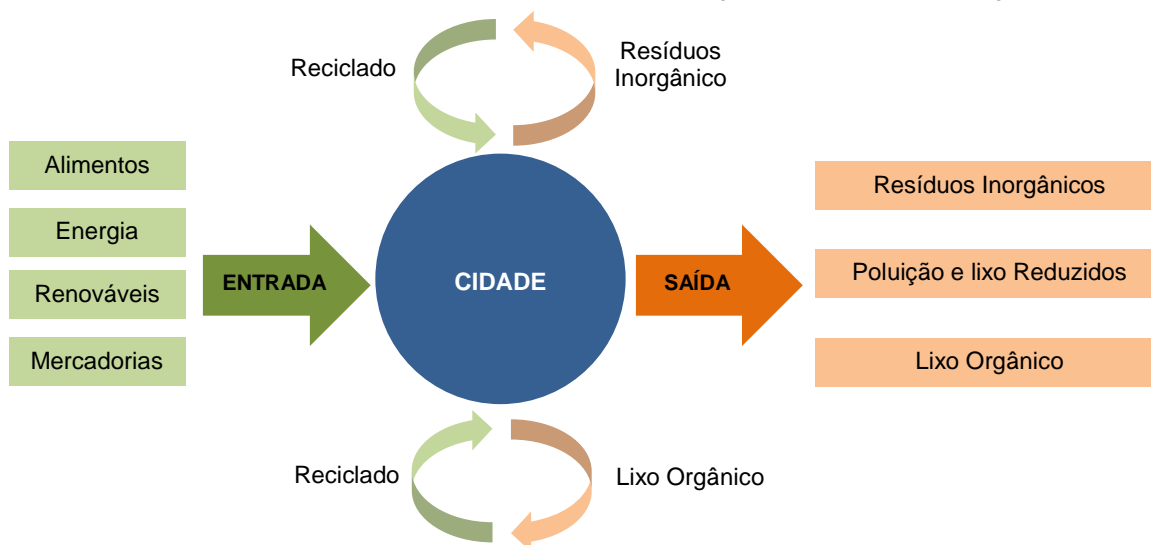 Reciclado
Resíduos
Inorgânico
Alimentos
Energia
Renováveis
Mercadorias
ENTRADA
CIDADE
SAÍDA
Resíduos Inorgânicos
Poluição e lixo Reduzidos
Lixo Orgânico
Reciclado
Lixo Orgânico